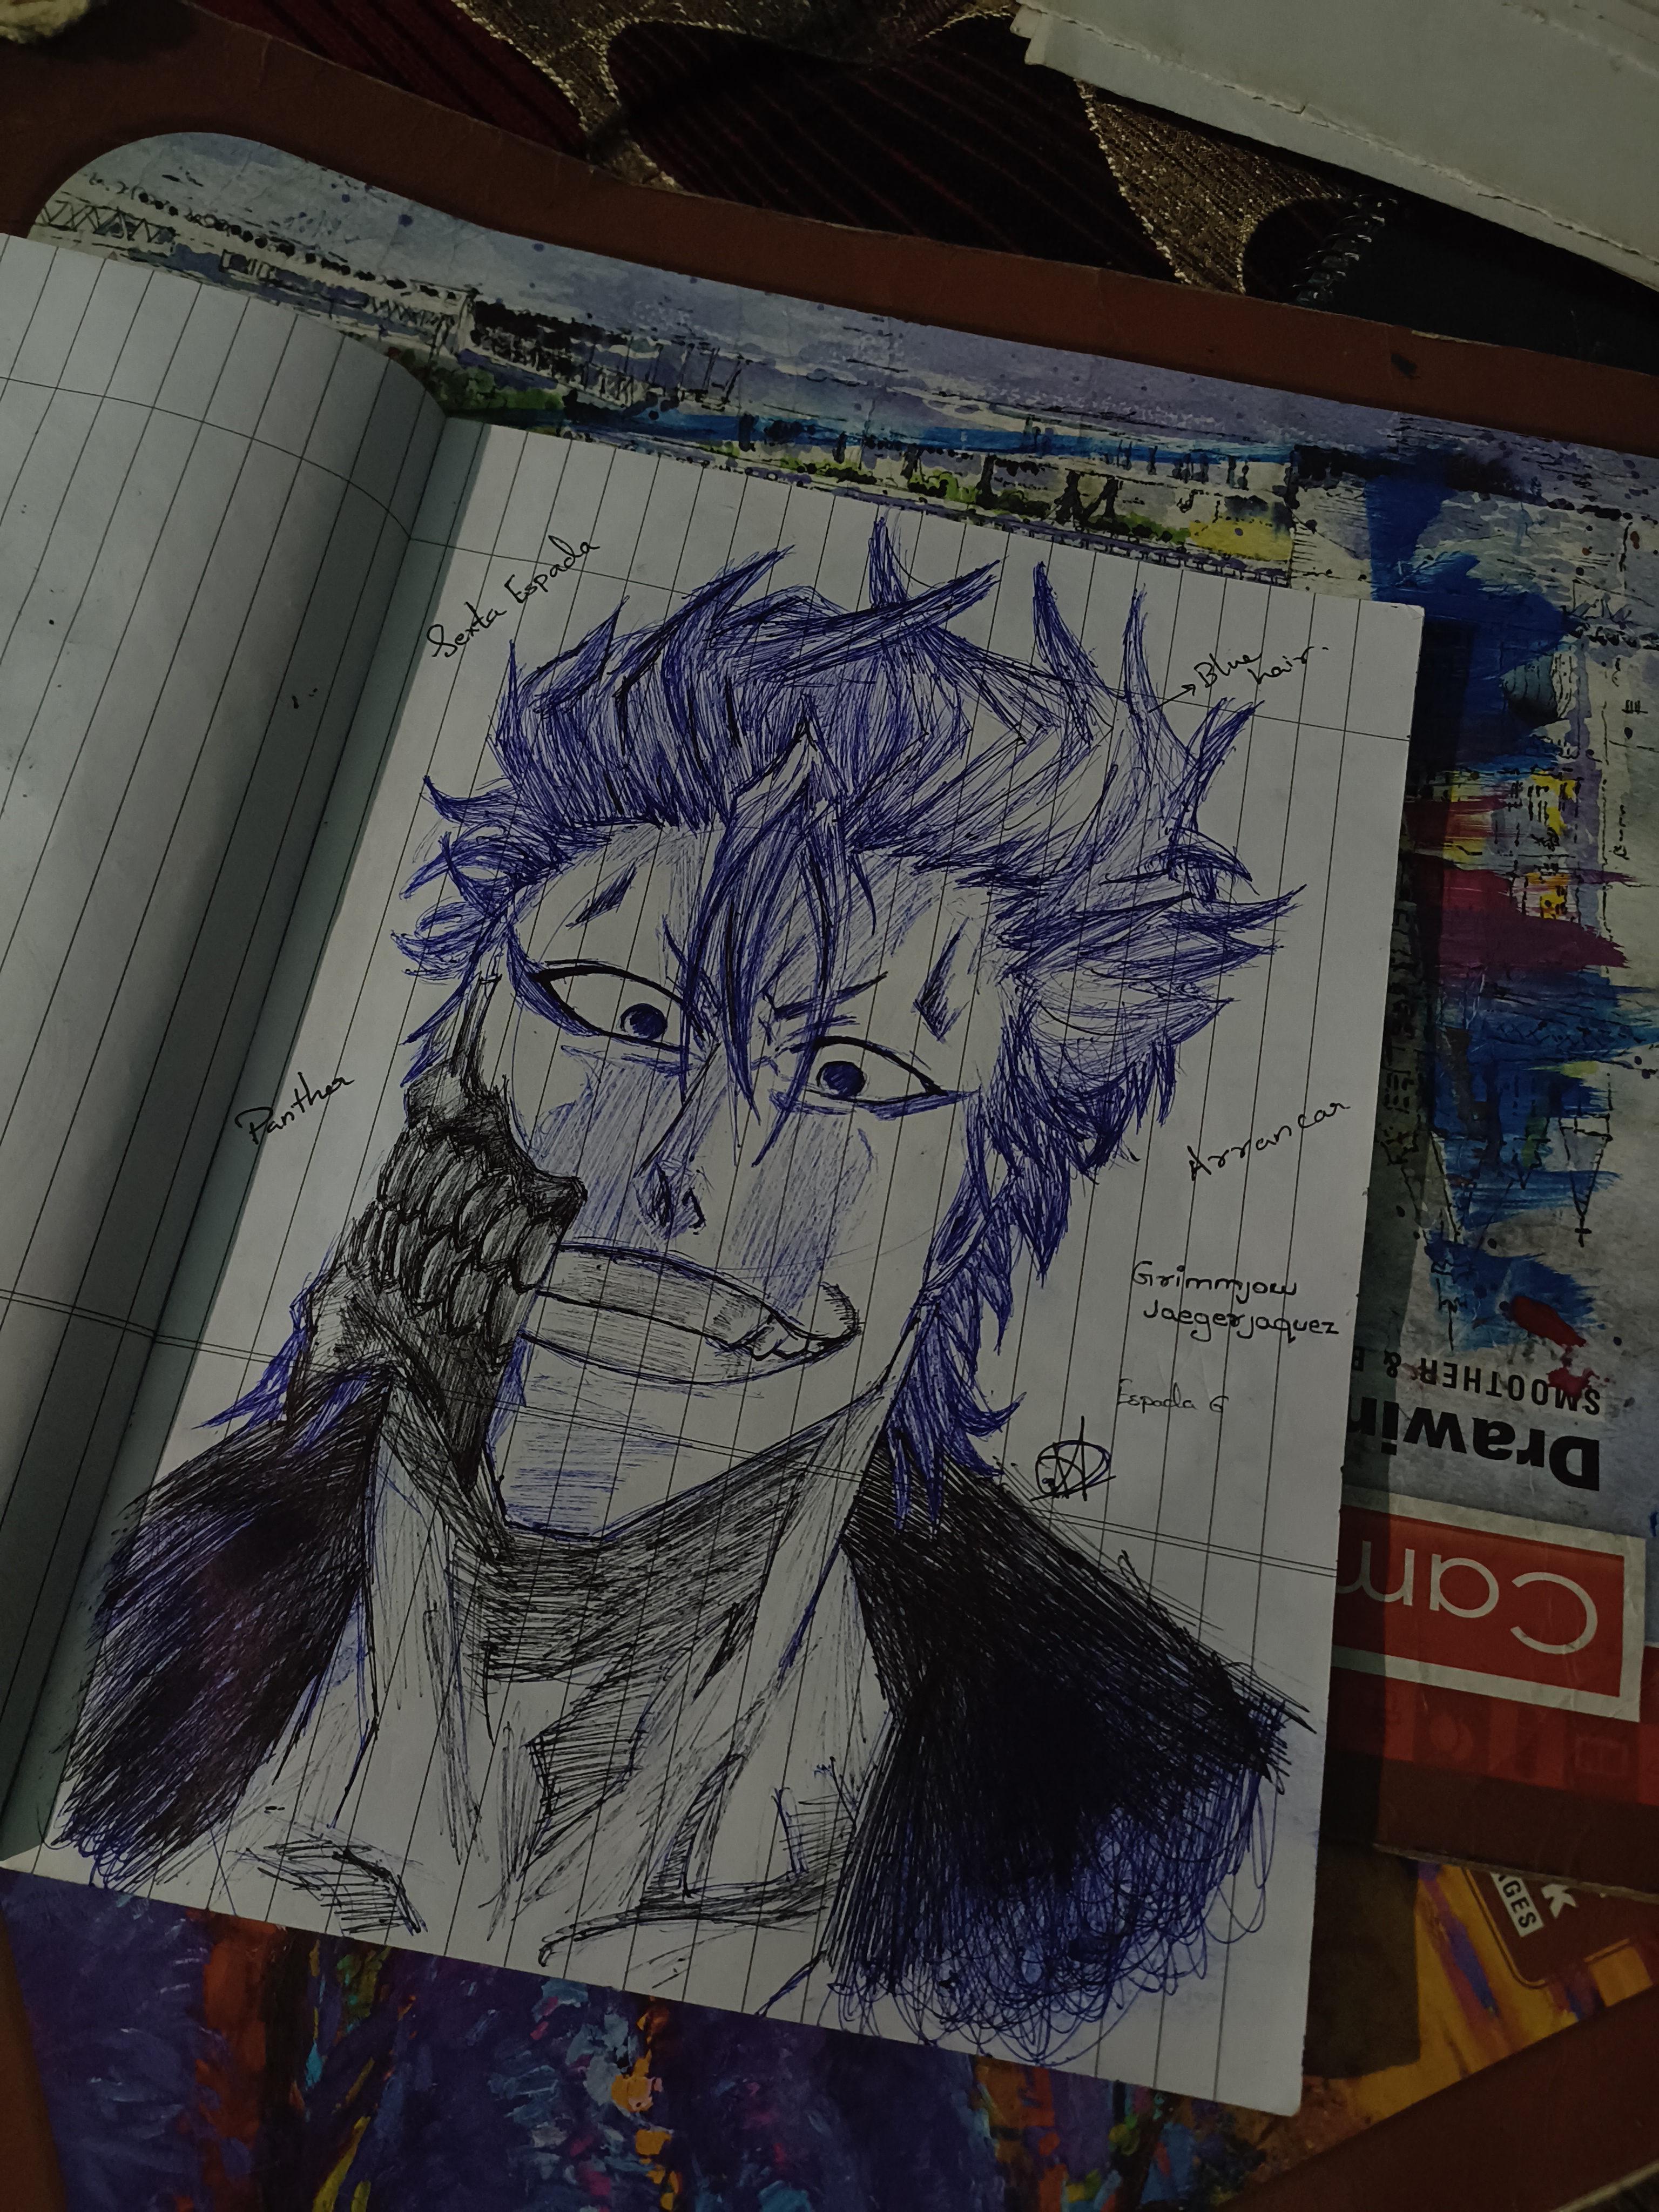 Sexta Espada
→ Blue
hair.
Panther
Arrancar
Grimmjow
Jaegerjaquez
Espada 6
Drawin
SMOOTHER &
Cam
K
AGES